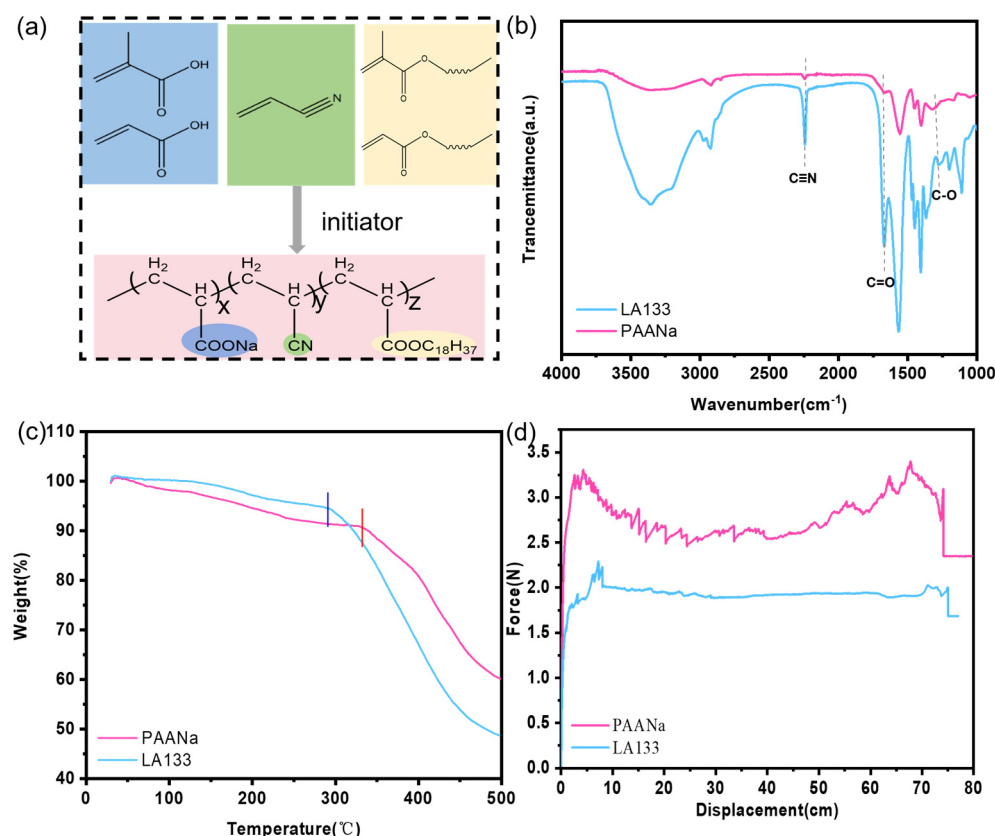 (a)
OH
O
OH
O
N
O
O
O
O
initiator
H2
C
H
C
x
COONa
H2
C
H
C
y
CN
H2
C
H
C
z
COOC18H37
(b)
Trancemittance(a.u.)
C≡N
C-O
C=O
LA133
PAANa
4000 3500 3000 2500 2000 1500 1000
Wavenumber(cm-1)
(c)
110
100
90
80
70
60
50
40
Weight(%)
PAANa
LA133
0 100 200 300 400 500
Temperature(℃)
(d)
3.5
3.0
2.5
2.0
1.5
1.0
0.5
0.0
Force(N)
PAANa
LA133
0 10 20 30 40 50 60 70 80
Displacement(cm)